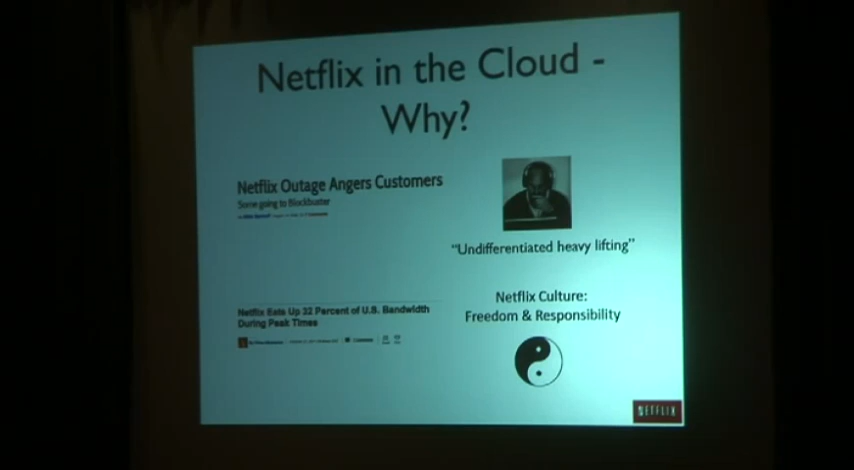 Netflix in the Cloud -
Why?
Netflix Outage Angers Customers
Some going to Blockbuster
"Undifferentiated heavy lifting"
Netflix Eats Up 32 Percent of U.S. Bandwidth
During Peak Times
Netflix Culture:
Freedom & Responsibility
NETFLIX